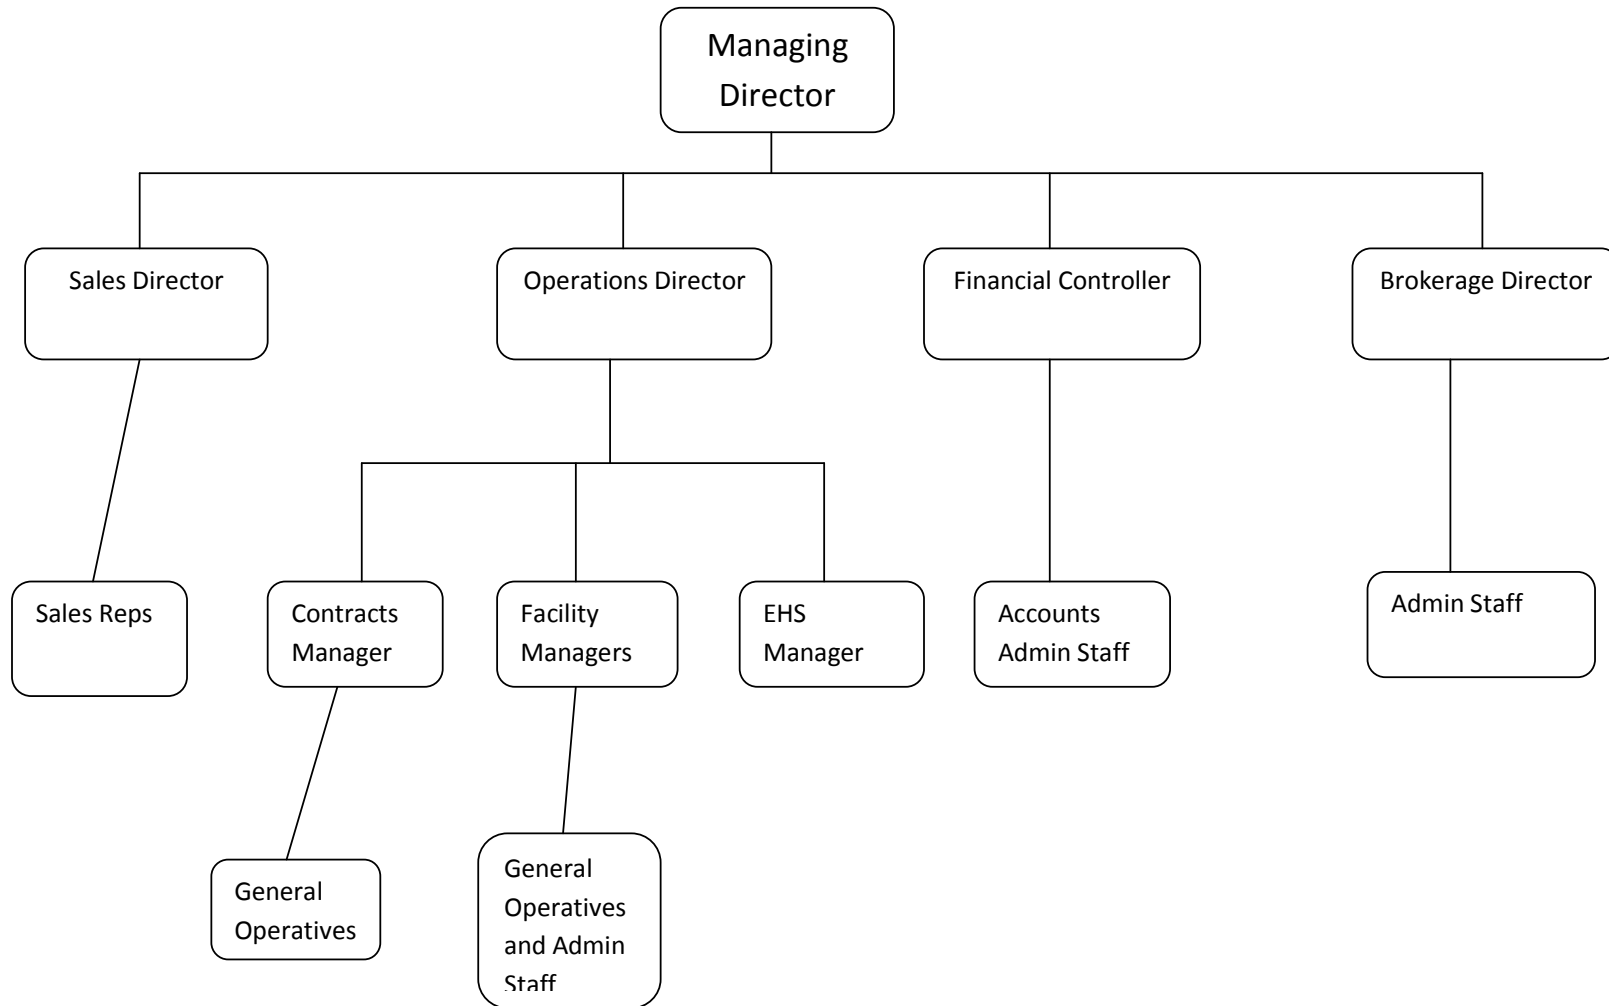 Managing
Director
Sales Director
Operations Director
Financial Controller
Brokerage Director
Sales Reps
Contracts
Manager
Facility
Managers
EHS
Manager
Accounts
Admin Staff
Admin Staff
General
Operatives
General
Operatives
and Admin
Staff